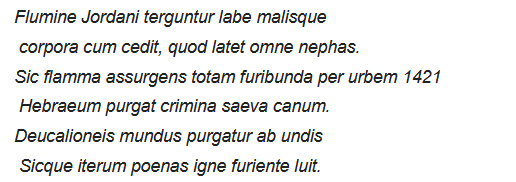 Flumine Jordani terguntur labe malisque
corpora cum cedit, quod latet omne nephas.
Sic flamma assurgens totam furibunda per urbem 1421
Hebraeum purgat crimina saeva canum.
Deucalioneis mundus purgatur ab undis
Sicque iterum poenas igne furiente luit.